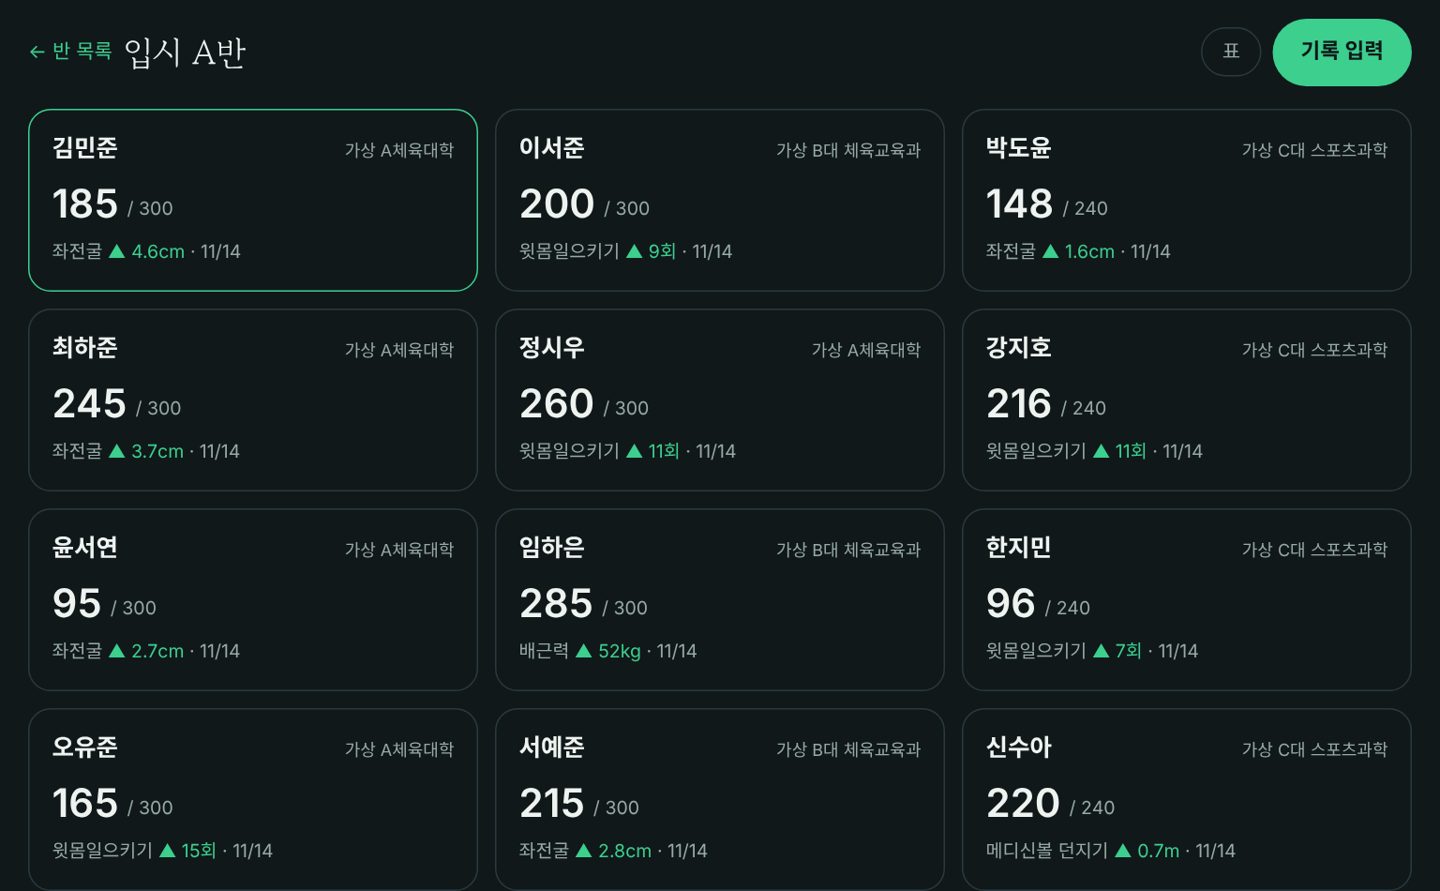 ← 반 목록 입시 A반 표 기록 입력
김민준 가상 A체육대학
185 / 300
좌전굴 ▲ 4.6cm · 11/14
이서준 가상 B대 체육교육과
200 / 300
윗몸일으키기 ▲ 9회 · 11/14
박도윤 가상 C대 스포츠과학
148 / 240
좌전굴 ▲ 1.6cm · 11/14
최하준 가상 A체육대학
245 / 300
좌전굴 ▲ 3.7cm · 11/14
정시우 가상 A체육대학
260 / 300
윗몸일으키기 ▲ 11회 · 11/14
강지호 가상 C대 스포츠과학
216 / 240
윗몸일으키기 ▲ 11회 · 11/14
윤서연 가상 A체육대학
95 / 300
좌전굴 ▲ 2.7cm · 11/14
임하은 가상 B대 체육교육과
285 / 300
배근력 ▲ 52kg · 11/14
한지민 가상 C대 스포츠과학
96 / 240
윗몸일으키기 ▲ 7회 · 11/14
오유준 가상 A체육대학
165 / 300
윗몸일으키기 ▲ 15회 · 11/14
서예준 가상 B대 체육교육과
215 / 300
좌전굴 ▲ 2.8cm · 11/14
신수아 가상 C대 스포츠과학
220 / 240
메디신볼 던지기 ▲ 0.7m · 11/14